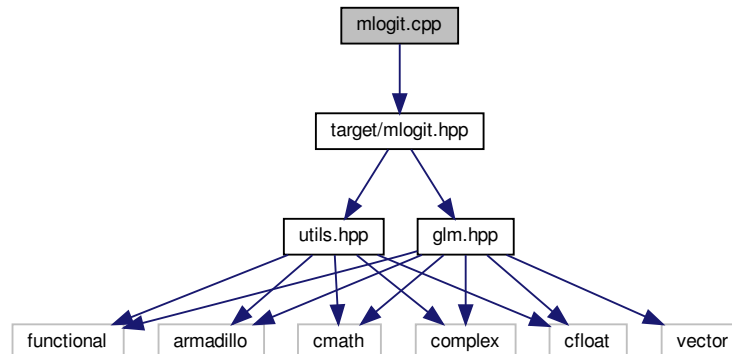 mlogit.cpp
target/mlogit.hpp
utils.hpp glm.hpp
functional armadillo cmath complex cfloat vector